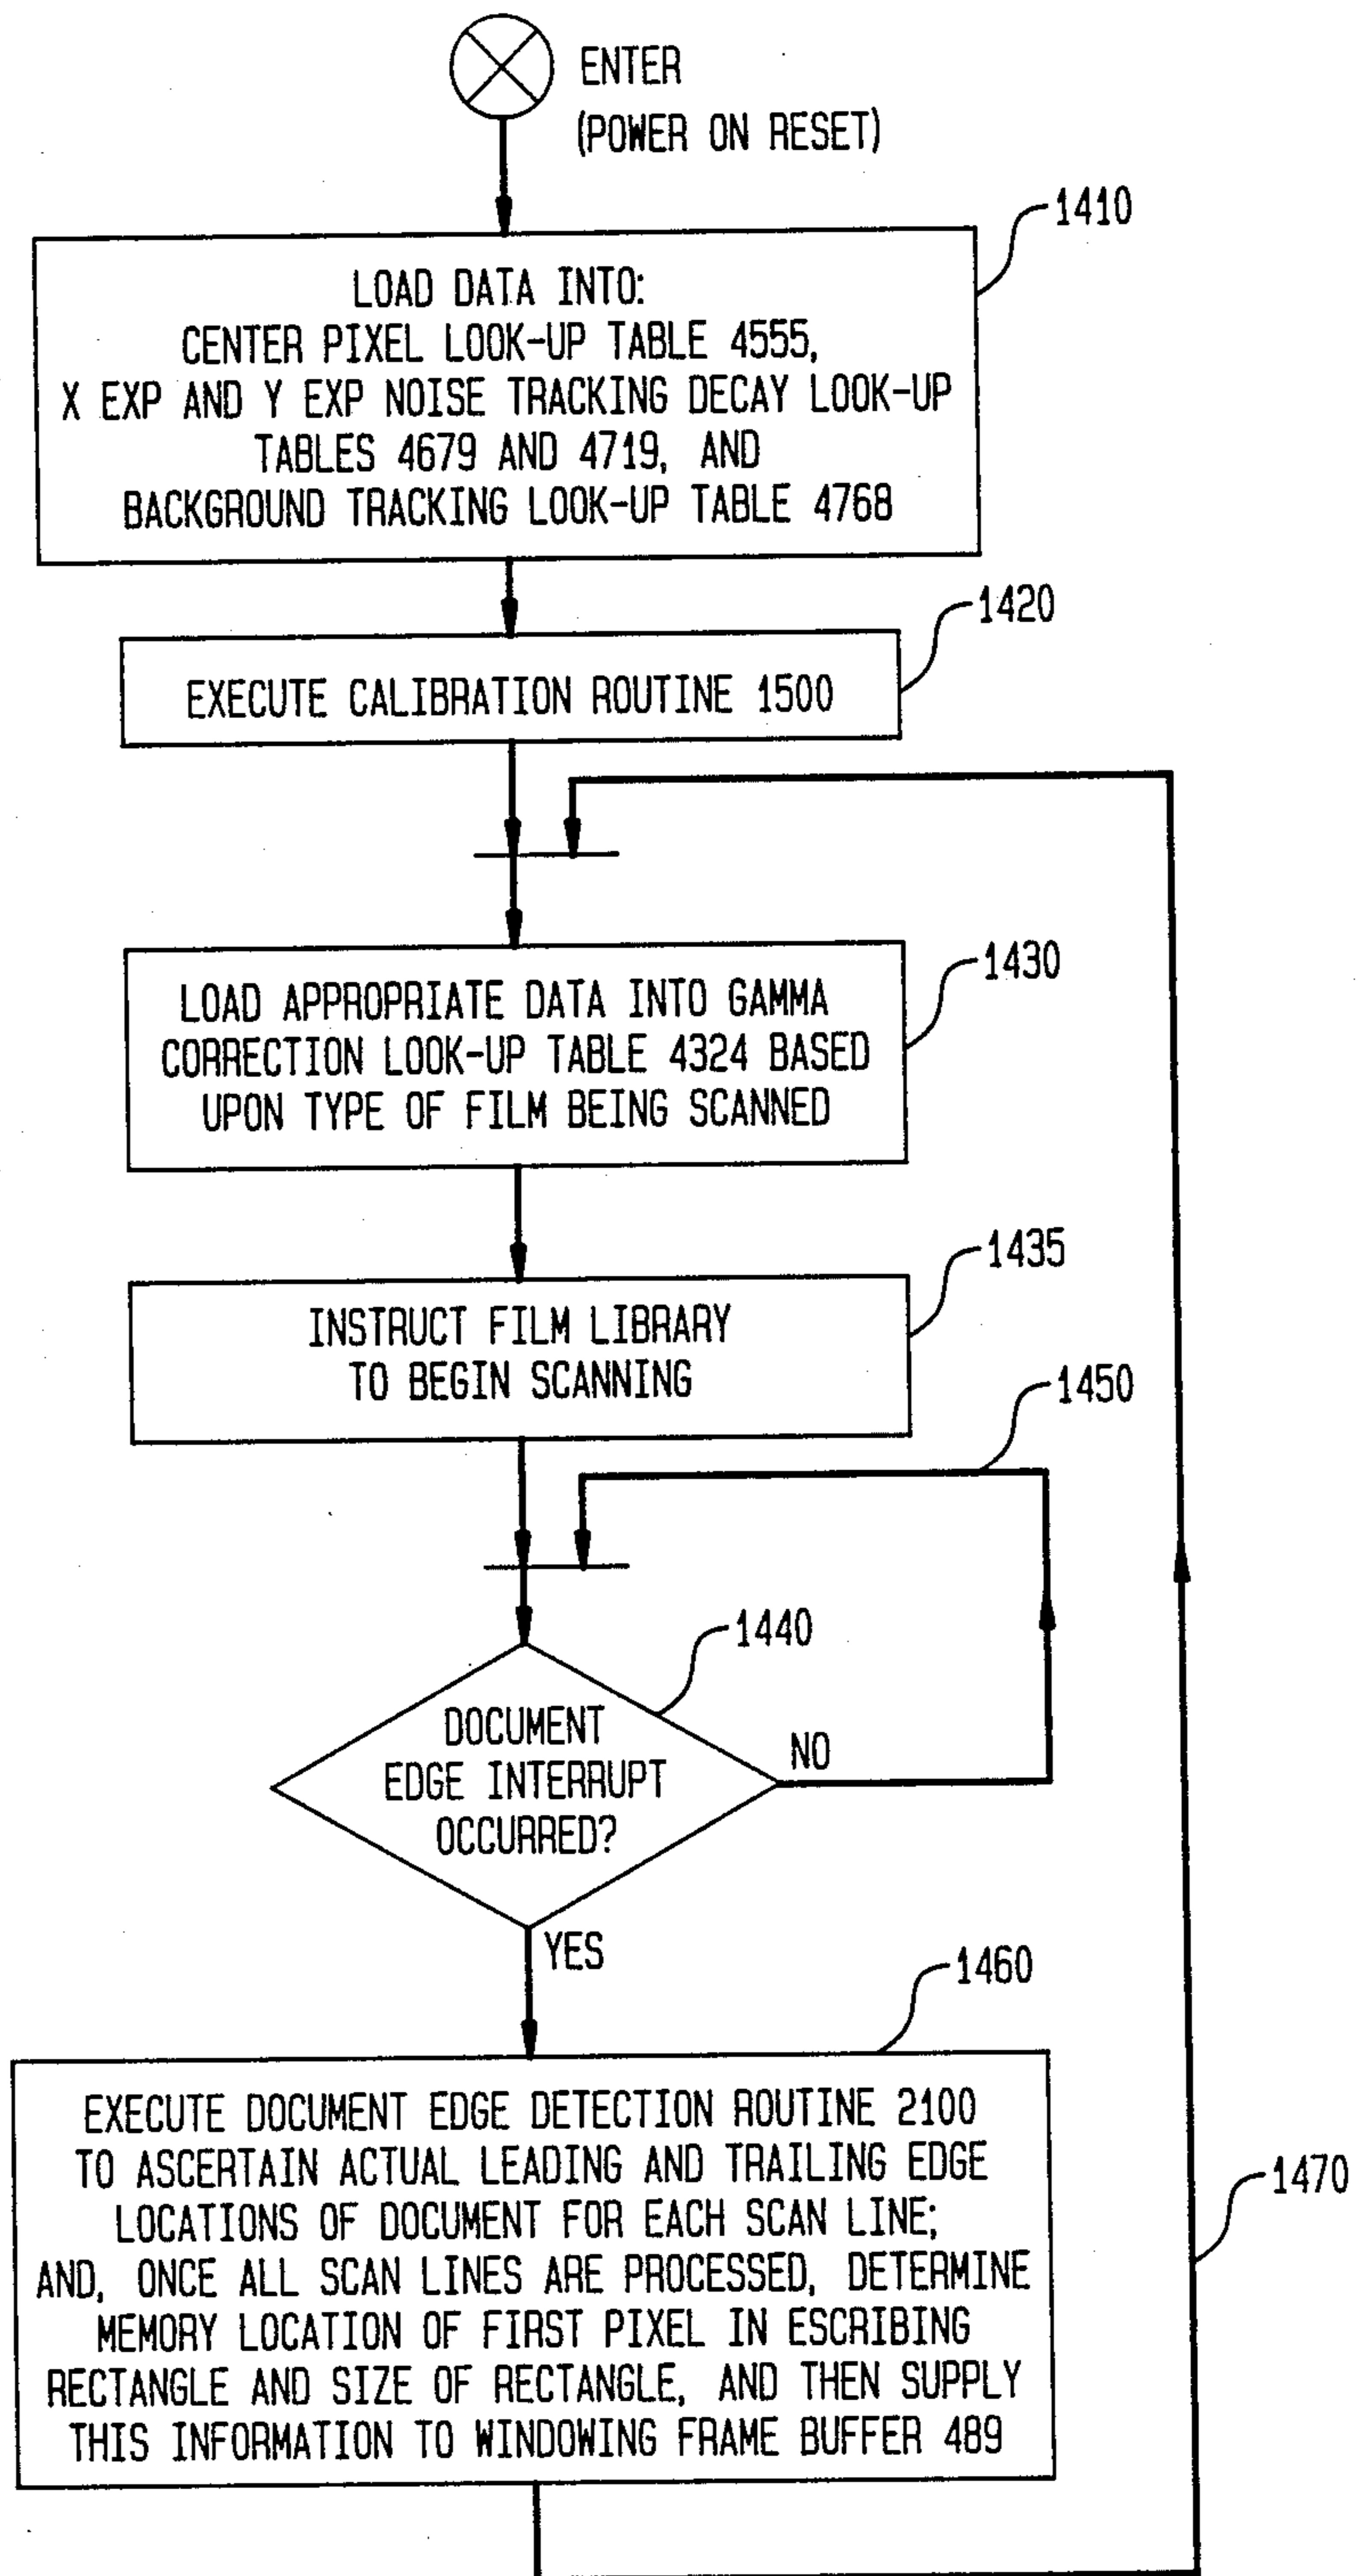 ENTER
(POWER ON RESET)
1410
LOAD DATA INTO:
CENTER PIXEL LOOK-UP TABLE 4555,
X EXP AND Y EXP NOISE TRACKING DECAY LOOK-UP
TABLES 4679 AND 4719, AND
BACKGROUND TRACKING LOOK-UP TABLE 4768
1420
EXECUTE CALIBRATION ROUTINE 1500
1430
LOAD APPROPRIATE DATA INTO GAMMA
CORRECTION LOOK-UP TABLE 4324 BASED
UPON TYPE OF FILM BEING SCANNED
1435
INSTRUCT FILM LIBRARY
TO BEGIN SCANNING
1450
1440
DOCUMENT
EDGE INTERRUPT
OCCURRED?
NO
YES
1460
EXECUTE DOCUMENT EDGE DETECTION ROUTINE 2100
TO ASCERTAIN ACTUAL LEADING AND TRAILING EDGE
LOCATIONS OF DOCUMENT FOR EACH SCAN LINE;
AND, ONCE ALL SCAN LINES ARE PROCESSED, DETERMINE
MEMORY LOCATION OF FIRST PIXEL IN ESCRIBING
RECTANGLE AND SIZE OF RECTANGLE, AND THEN SUPPLY
THIS INFORMATION TO WINDOWING FRAME BUFFER 489
1470